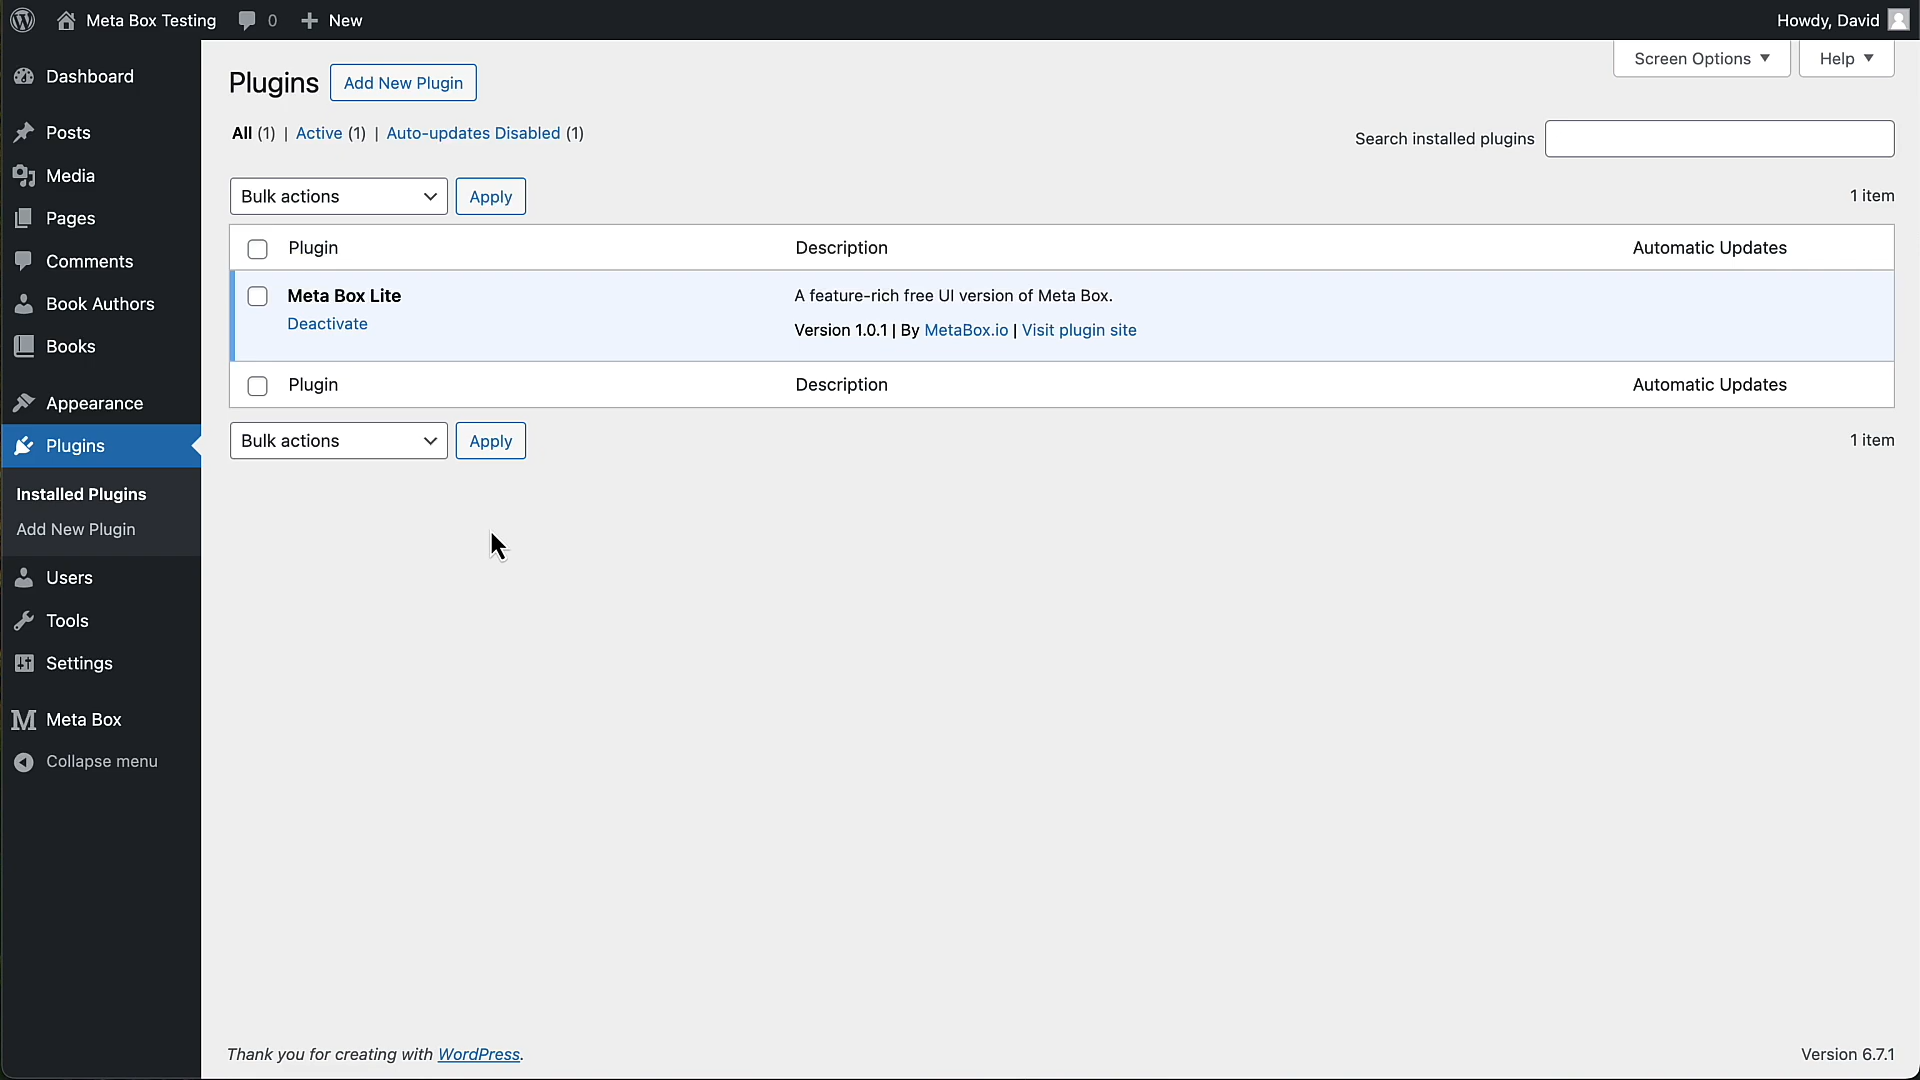 Meta Box Testing 0 New Howdy, David
Dashboard
Posts
Media
Pages
Comments
Book Authors
Books
Appearance
Plugins
Installed Plugins
Add New Plugin
Users
Tools
Settings
Meta Box
Collapse menu
Screen Options ▼ Help ▼
Plugins Add New Plugin
All (1) | Active (1) | Auto-updates Disabled (1)
Search installed plugins
Bulk actions Apply 1 item
Plugin Description Automatic Updates
Meta Box Lite A feature-rich free UI version of Meta Box.
Deactivate Version 1.0.1 | By MetaBox.io | Visit plugin site
Plugin Description Automatic Updates
Bulk actions Apply 1 item
Thank you for creating with WordPress. Version 6.7.1